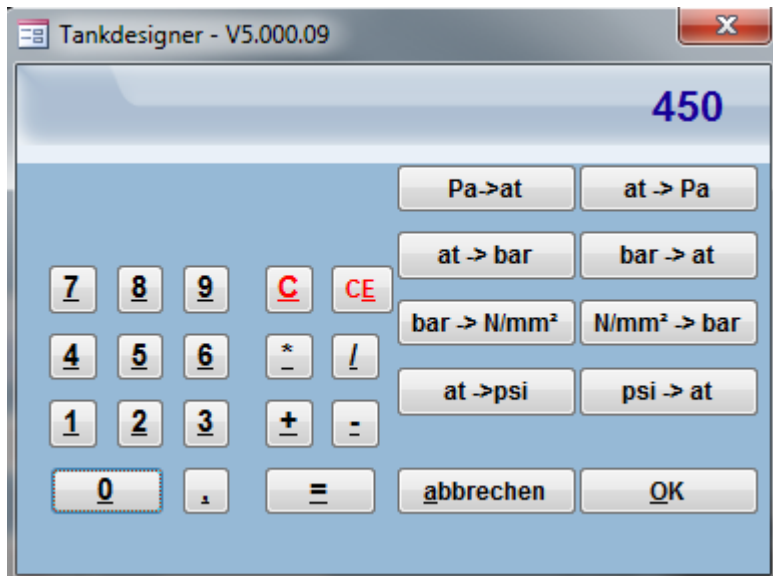 Tankdesigner - V5.000.09
450
Pa->at at -> Pa
at -> bar bar -> at
7 8 9 C CE
bar -> N/mm² N/mm² -> bar
4 5 6 * /
at ->psi psi -> at
1 2 3 + -
0 , = abbrechen OK